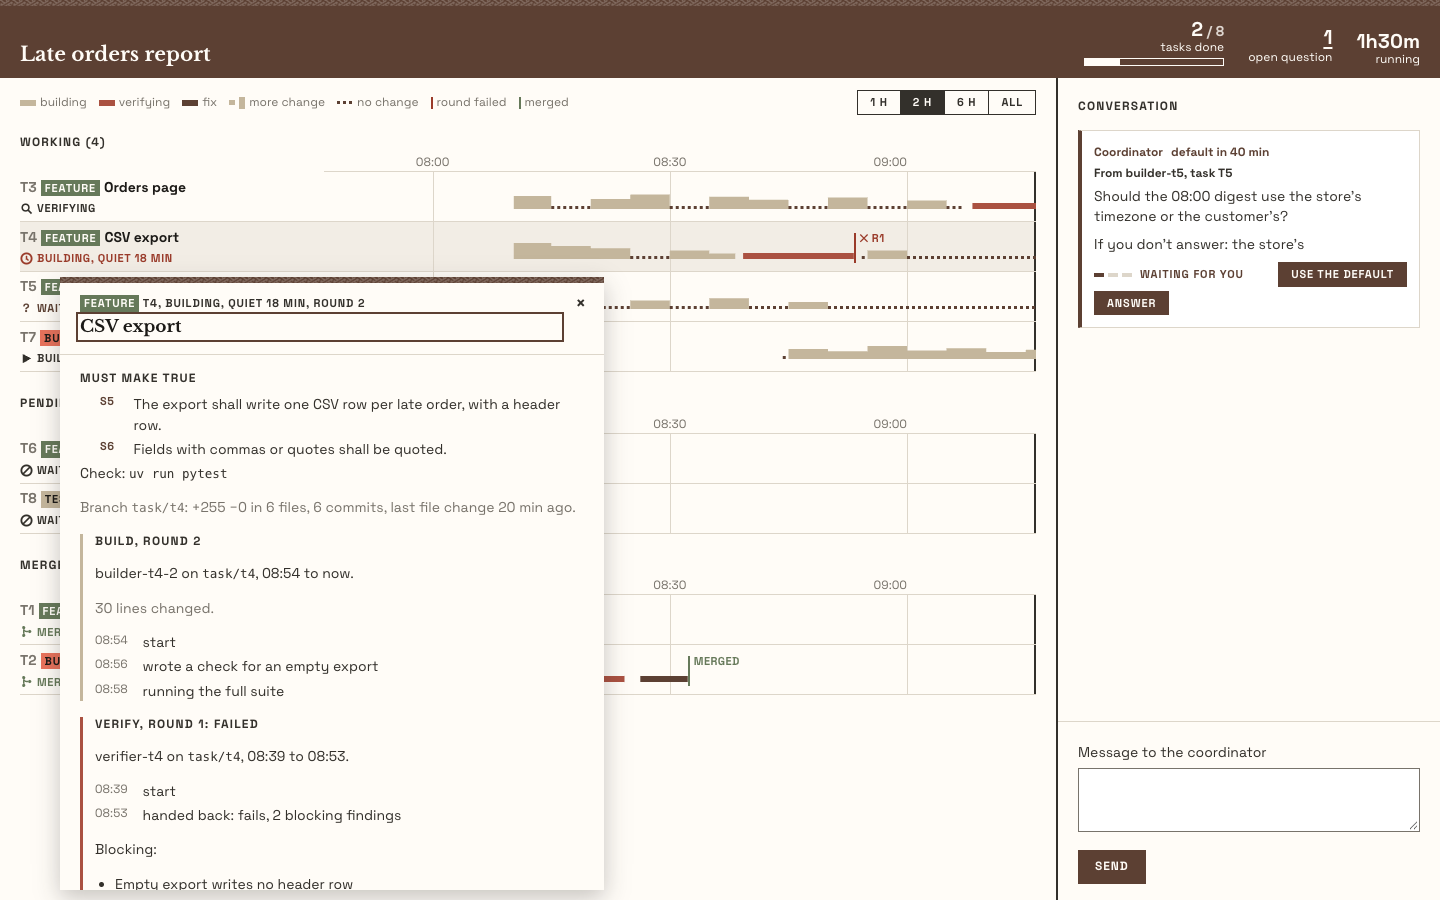 Late orders report
2 / 8
tasks done
1
open question
1h30m
running
building verifying fix more change no change round failed merged
1 H 2 H 6 H ALL
WORKING (4)
08:00 08:30 09:00
T3 FEATURE Orders page
VERIFYING
T4 FEATURE CSV export
BUILDING, QUIET 18 MIN
R1
T5
?
T7
PENDI
08:30 09:00
T6
T8
MERG
08:30 09:00
T1
T2
MERGED
FEATURE T4, BUILDING, QUIET 18 MIN, ROUND 2
×
CSV export
MUST MAKE TRUE
S5 The export shall write one CSV row per late order, with a header
row.
S6 Fields with commas or quotes shall be quoted.
Check: uv run pytest
Branch task/t4: +255 −0 in 6 files, 6 commits, last file change 20 min ago.
BUILD, ROUND 2
builder-t4-2 on task/t4, 08:54 to now.
30 lines changed.
08:54 start
08:56 wrote a check for an empty export
08:58 running the full suite
VERIFY, ROUND 1: FAILED
verifier-t4 on task/t4, 08:39 to 08:53.
08:39 start
08:53 handed back: fails, 2 blocking findings
Blocking:
• Empty export writes no header row
CONVERSATION
Coordinator default in 40 min
From builder-t5, task T5
Should the 08:00 digest use the store's
timezone or the customer's?
If you don't answer: the store's
WAITING FOR YOU
USE THE DEFAULT
ANSWER
Message to the coordinator
SEND